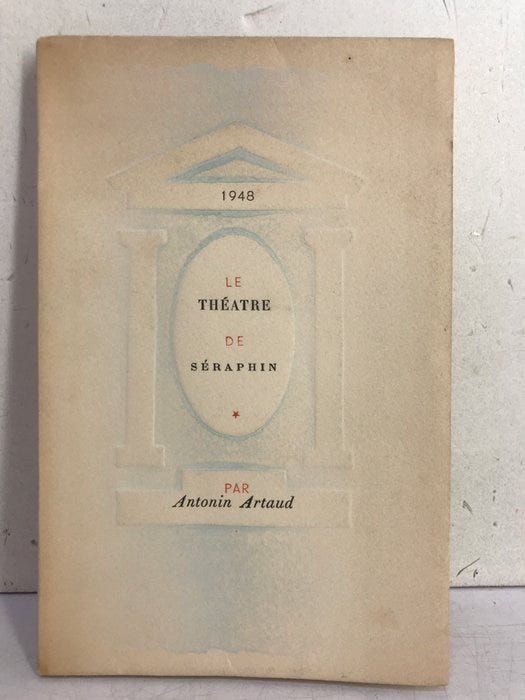 1948
LE
THÉATRE
DE
SÉRAPHIN
*
PAR
Antonin Artaud